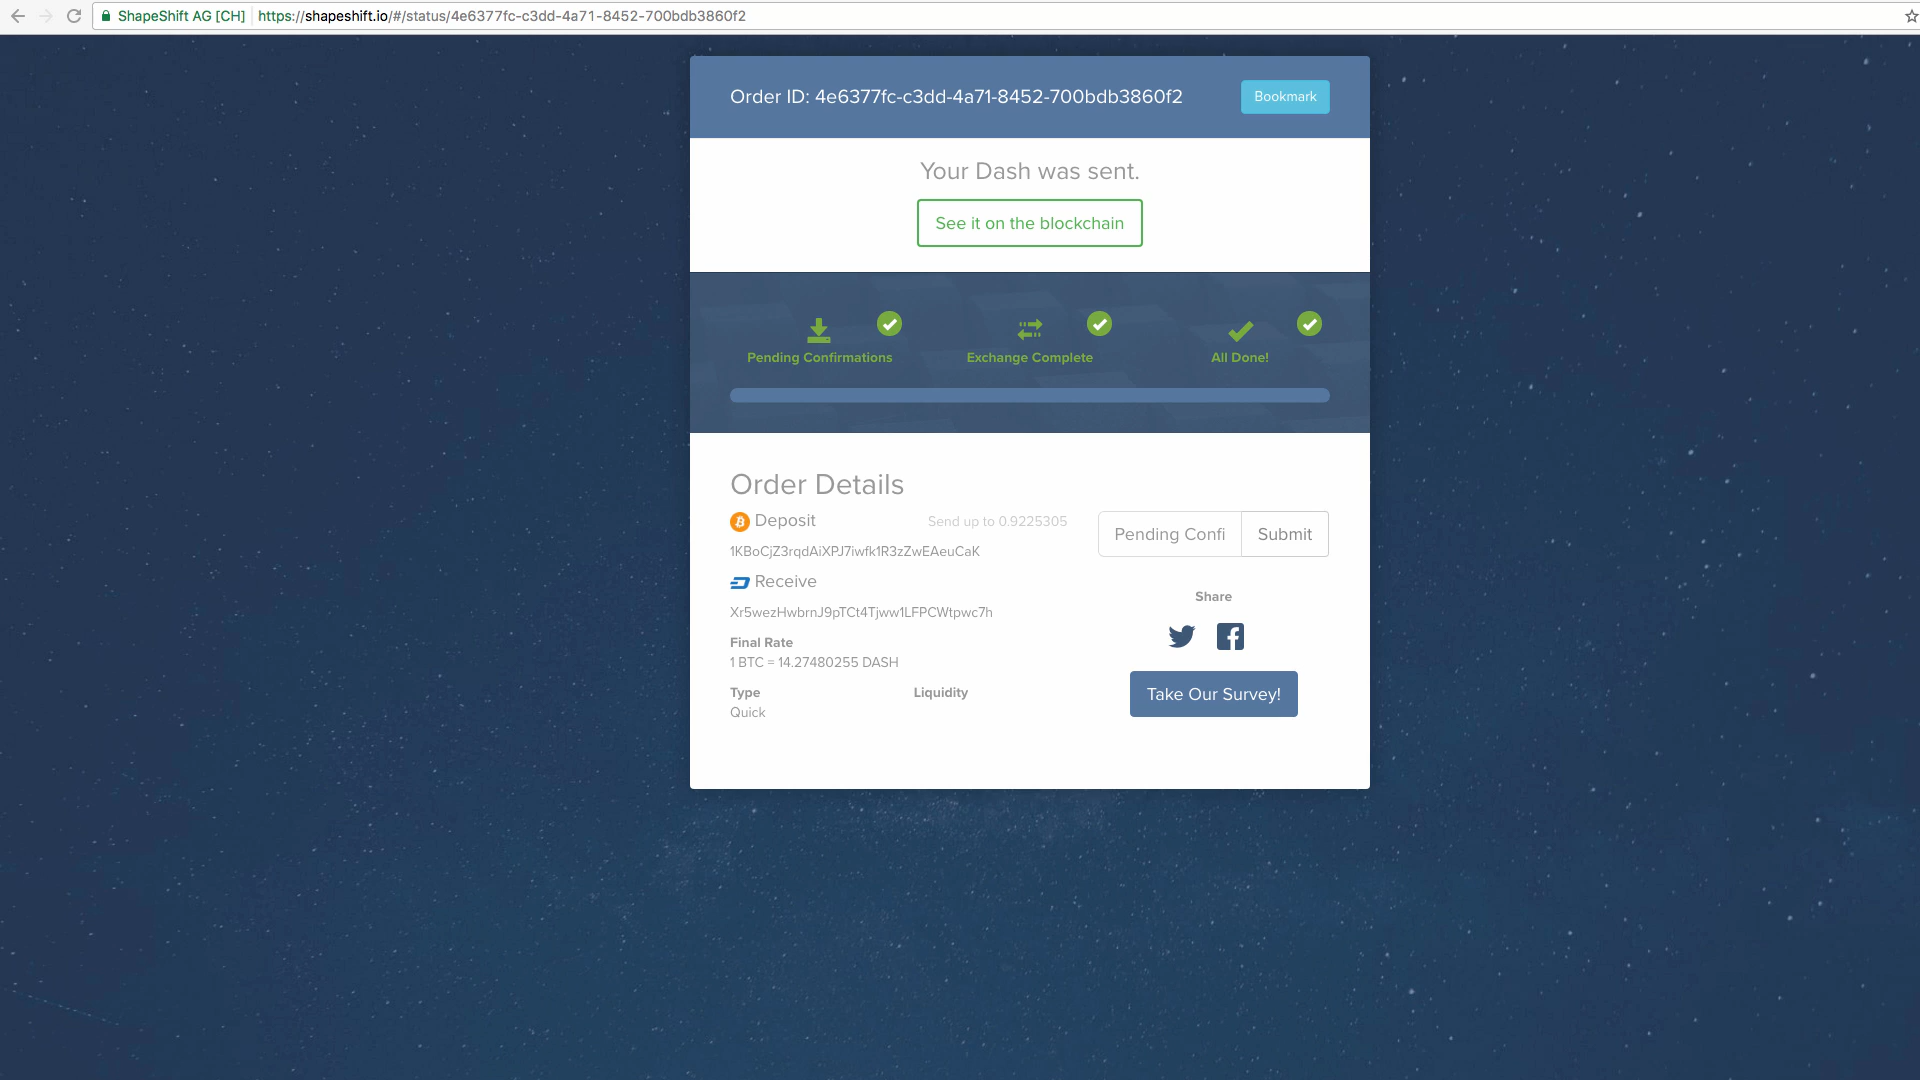 ShapeShift AG [CH] https://shapeshift.io/#/status/4e6377fc-c3dd-4a71-8452-700bdb3860f2
Order ID: 4e6377fc-c3dd-4a71-8452-700bdb3860f2
Bookmark
Your Dash was sent.
See it on the blockchain
Pending Confirmations
Exchange Complete
All Done!
Order Details
Deposit
Send up to 0.9225305
1KBoCjZ3rqdAiXPJ7iwfk1R3zZwEAeuCaK
Receive
Xr5wezHwbrnJ9pTCt4Tjww1LFPCWtpwc7h
Final Rate
1 BTC = 14.27480255 DASH
Type
Liquidity
Quick
Pending Confi
Submit
Share
Take Our Survey!